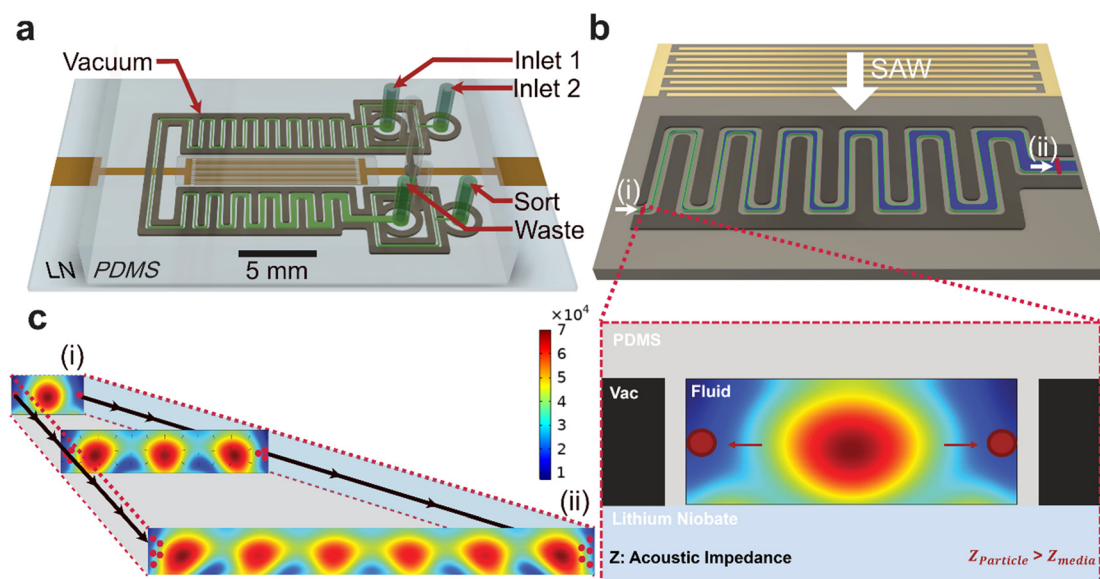 a
Vacuum
Inlet 1
Inlet 2
Sort
Waste
LN
PDMS
5 mm
b
SAW
(i)
(ii)
c
(i)
(ii)
×10⁴
7
6
5
4
3
2
1
PDMS
Vac
Fluid
Lithium Niobate
Z: Acoustic Impedance
Z_Particle > Z_media